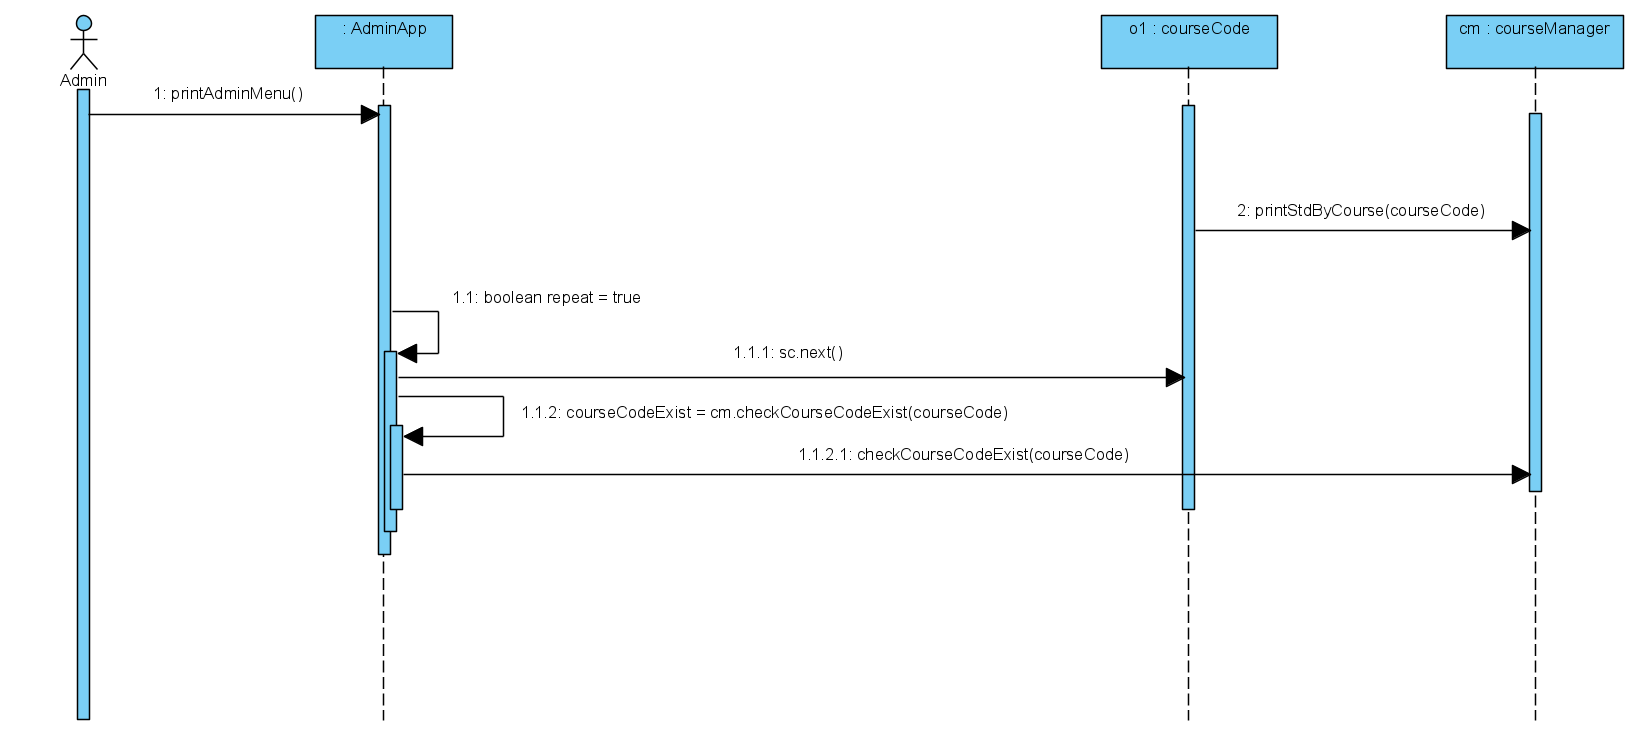 : AdminApp
o1 : courseCode
cm : courseManager
Admin
1: printAdminMenu()
2: printStdByCourse(courseCode)
1.1: boolean repeat = true
1.1.1: sc.next()
1.1.2: courseCodeExist = cm.checkCourseCodeExist(courseCode)
1.1.2.1: checkCourseCodeExist(courseCode)